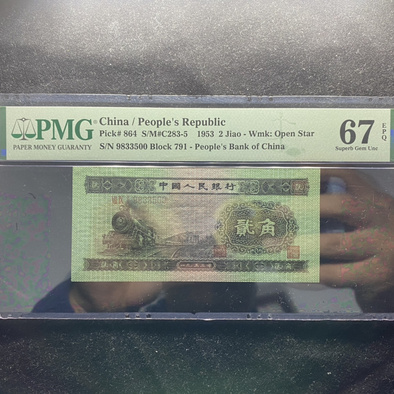 PMG
PAPER MONEY GUARANTY
China / People's Republic
Pick# 864 S/M#C283-5 1953 2 Jiao - Wmk: Open Star
S/N 9833500 Block 791 - People's Bank of China
67 EPQ
Superb Gem Unc
中國人民銀行
貳角